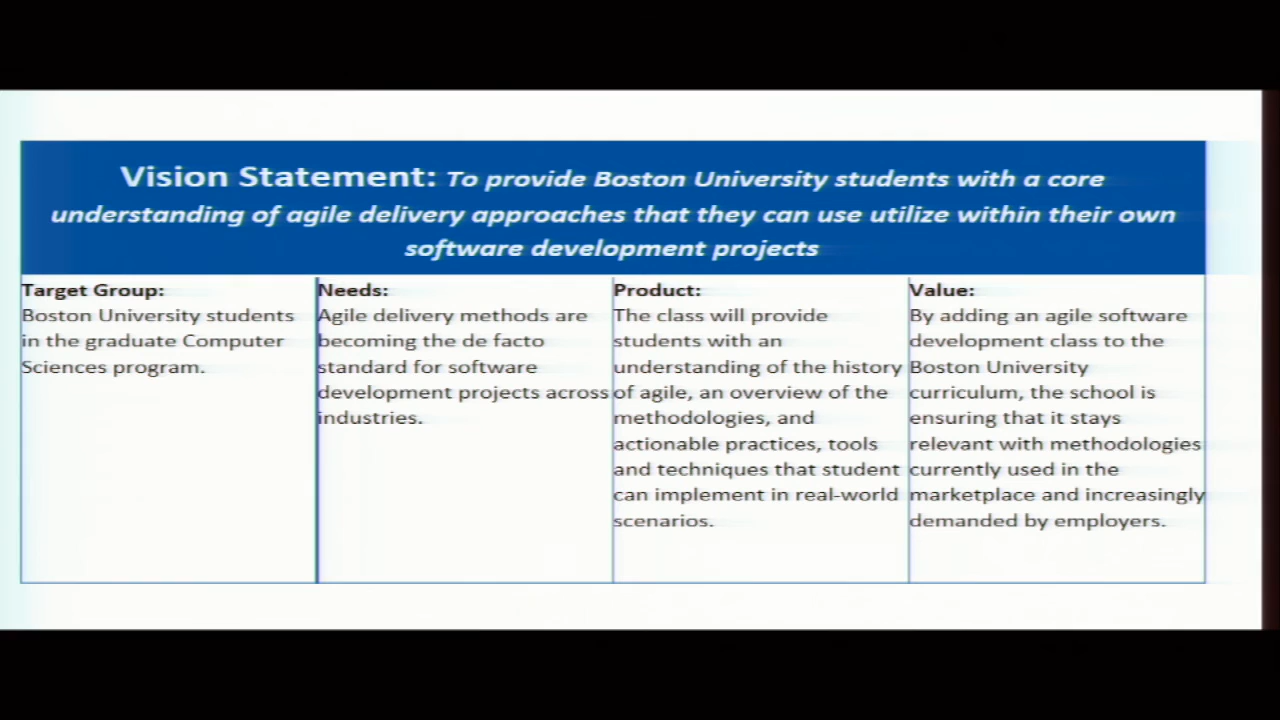 Vision Statement: To provide Boston University students with a core
understanding of agile delivery approaches that they can use utilize within their own
software development projects
Target Group:
Boston University students
in the graduate Computer
Sciences program.
Needs:
Agile delivery methods are
becoming the de facto
standard for software
development projects across
industries.
Product:
The class will provide
students with an
understanding of the history
of agile, an overview of the
methodologies, and
actionable practices, tools
and techniques that student
can implement in real-world
scenarios.
Value:
By adding an agile software
development class to the
Boston University
curriculum, the school is
ensuring that it stays
relevant with methodologies
currently used in the
marketplace and increasingly
demanded by employers.